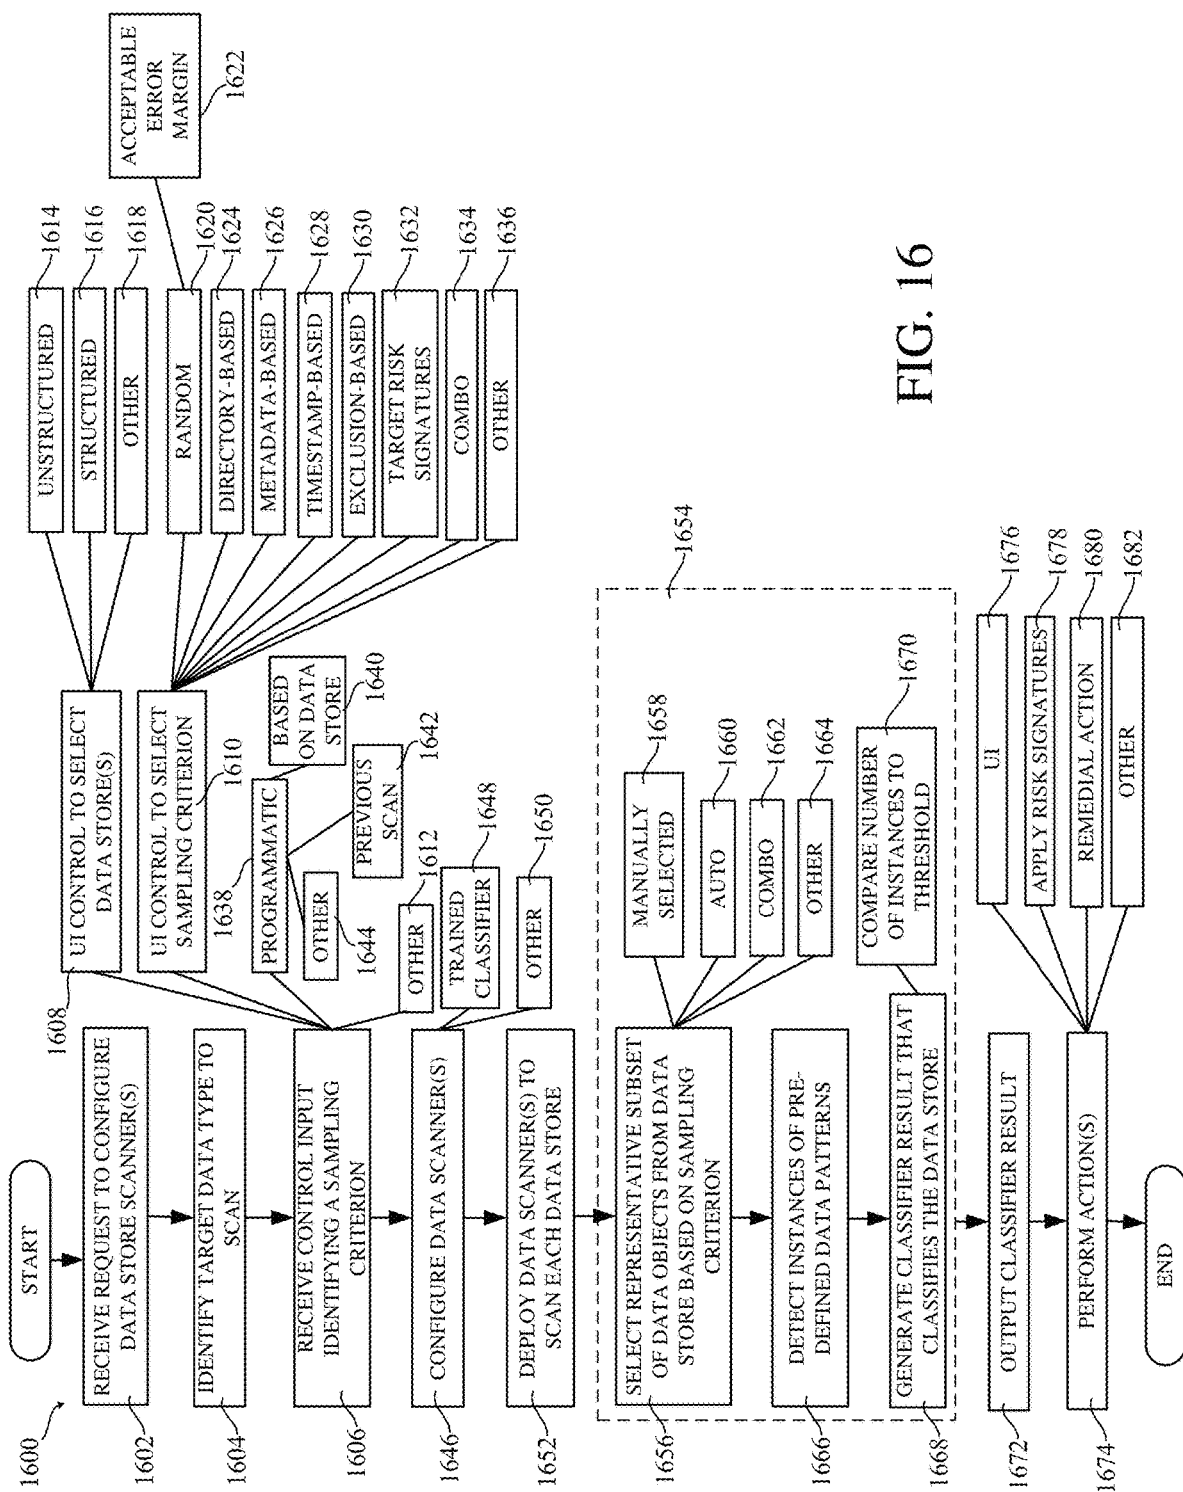 1600
START
1602
RECEIVE REQUEST TO CONFIGURE
DATA STORE SCANNER(S)
1604
IDENTIFY TARGET DATA TYPE TO
SCAN
1606
RECEIVE CONTROL INPUT
IDENTIFYING A SAMPLING
CRITERION
1608
UI CONTROL TO SELECT
DATA STORE(S)
UNSTRUCTURED
1614
STRUCTURED
1616
OTHER
1618
UI CONTROL TO SELECT
SAMPLING CRITERION
1610
RANDOM
1620
ACCEPTABLE
ERROR
MARGIN
1622
DIRECTORY-BASED
1624
METADATA-BASED
1626
TIMESTAMP-BASED
1628
EXCLUSION-BASED
1630
TARGET RISK
SIGNATURES
1632
COMBO
1634
OTHER
1636
1638
PROGRAMMATIC
BASED
ON DATA
STORE
1640
PREVIOUS
SCAN
1642
OTHER
1644
OTHER
1612
1646
CONFIGURE DATA SCANNER(S)
TRAINED
CLASSIFIER
1648
OTHER
1650
1652
DEPLOY DATA SCANNER(S) TO
SCAN EACH DATA STORE
1654
1656
SELECT REPRESENTATIVE SUBSET
OF DATA OBJECTS FROM DATA
STORE BASED ON SAMPLING
CRITERION
MANUALLY
SELECTED
1658
AUTO
1660
COMBO
1662
OTHER
1664
1666
DETECT INSTANCES OF PRE-
DEFINED DATA PATTERNS
1668
GENERATE CLASSIFIER RESULT THAT
CLASSIFIES THE DATA STORE
COMPARE NUMBER
OF INSTANCES TO
THRESHOLD
1670
1672
OUTPUT CLASSIFIER RESULT
1674
PERFORM ACTION(S)
UI
1676
APPLY RISK SIGNATURES
1678
REMEDIAL ACTION
1680
OTHER
1682
END
FIG. 16